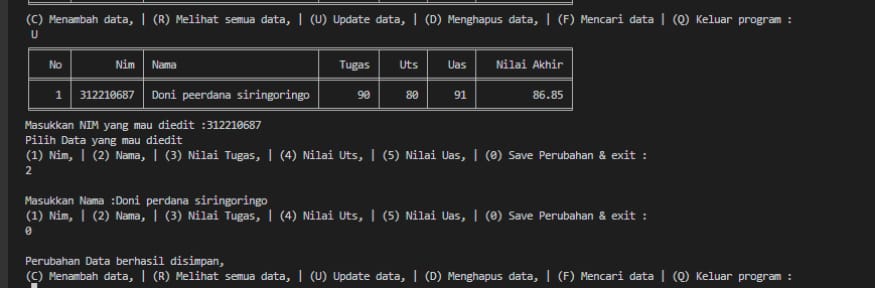 (C) Menambah data, | (R) Melihat semua data, | (U) Update data, | (D) Menghapus data, | (F) Mencari data | (Q) Keluar program :
U
No Nim Nama Tugas Uts Uas Nilai Akhir
1 312210687 Doni peerdana siringoringo 90 80 91 86.85
Masukkan NIM yang mau diedit :312210687
Pilih Data yang mau diedit
(1) Nim, | (2) Nama, | (3) Nilai Tugas, | (4) Nilai Uts, | (5) Nilai Uas, | (0) Save Perubahan & exit :
2
Masukkan Nama :Doni perdana siringoringo
(1) Nim, | (2) Nama, | (3) Nilai Tugas, | (4) Nilai Uts, | (5) Nilai Uas, | (0) Save Perubahan & exit :
0
Perubahan Data berhasil disimpan,
(C) Menambah data, | (R) Melihat semua data, | (U) Update data, | (D) Menghapus data, | (F) Mencari data | (Q) Keluar program :